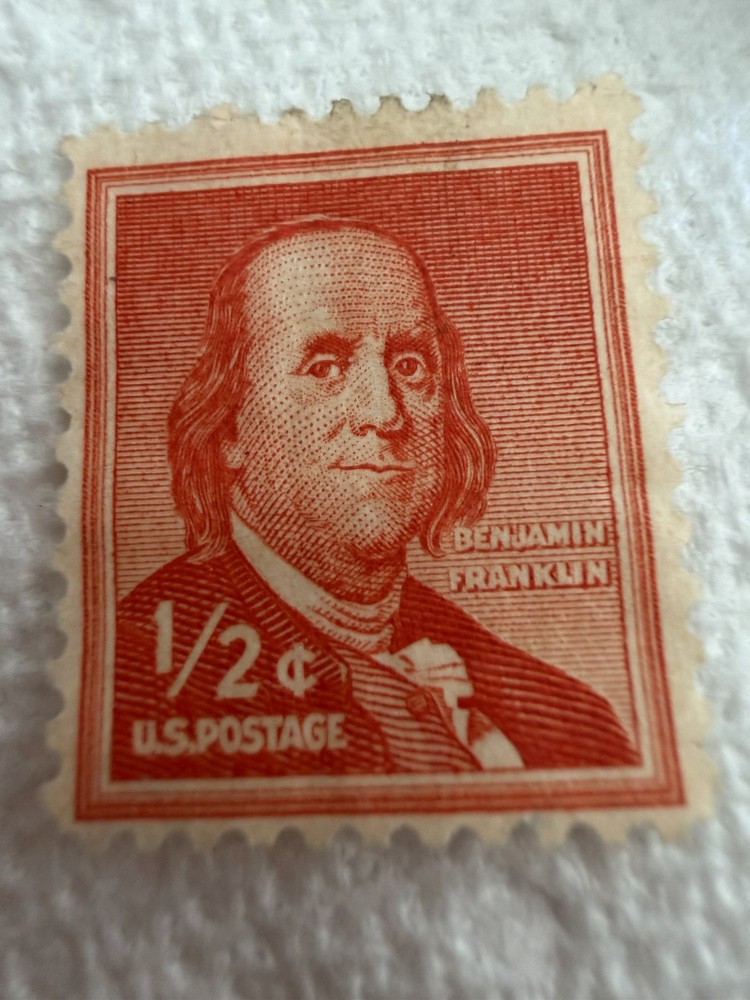 BENJAMIN
FRANKLIN
1/2 ¢
U.S.POSTAGE